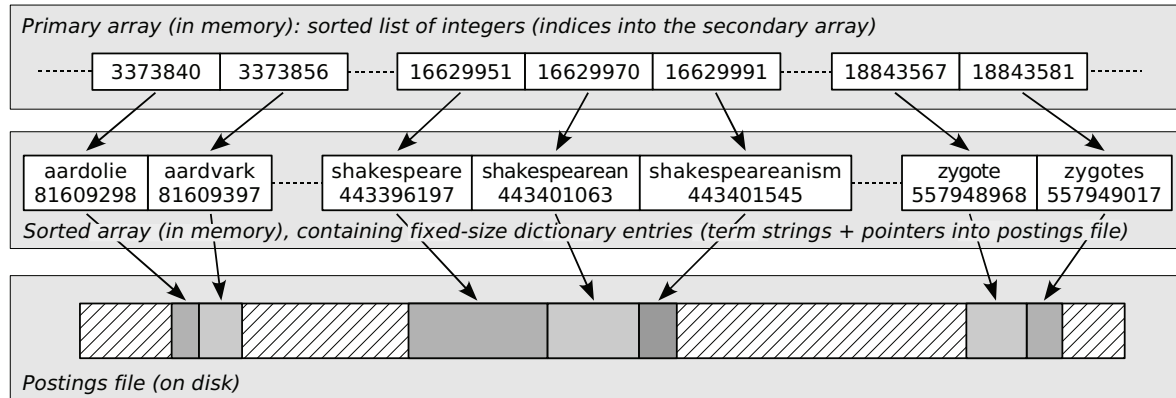 Primary array (in memory): sorted list of integers (indices into the secondary array)
3373840 3373856 16629951 16629970 16629991 18843567 18843581
aardolie aardvark shakespeare shakespearean shakespeareanism zygote zygotes
81609298 81609397 443396197 443401063 443401545 557948968 557949017
Sorted array (in memory), containing fixed-size dictionary entries (term strings + pointers into postings file)
Postings file (on disk)